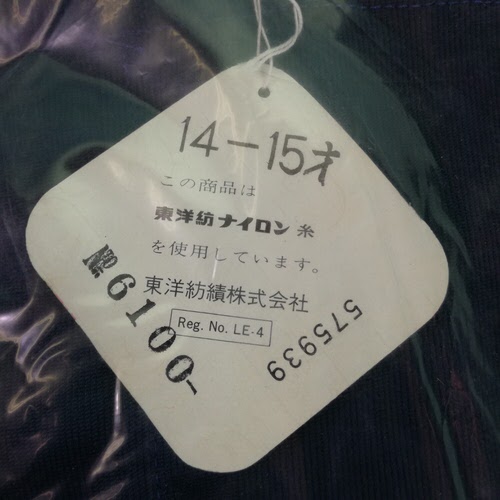 14-15才
この商品は
東洋紡ナイロン糸
を使用しています。
東洋紡績株式会社
Reg. No. LE-4
6100-
575939